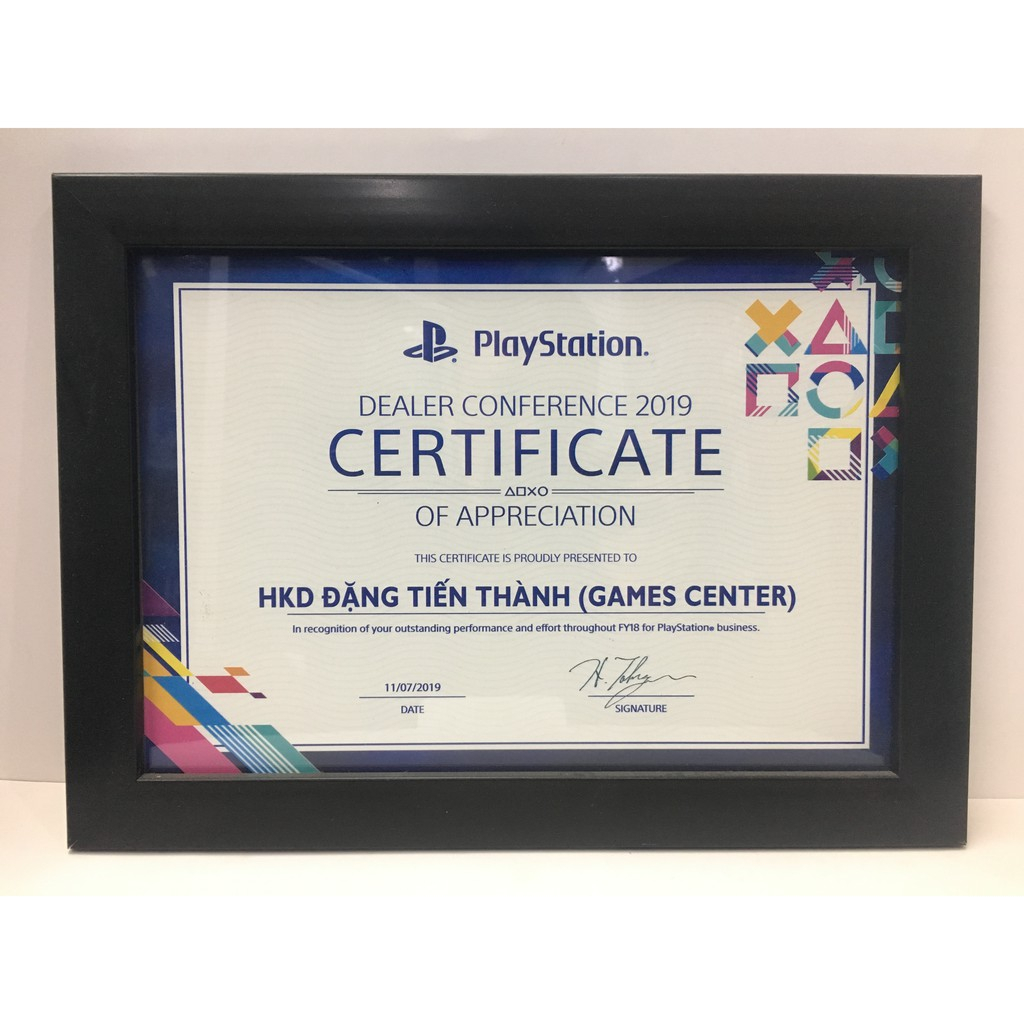 PlayStation®
DEALER CONFERENCE 2019
CERTIFICATE
OF APPRECIATION
THIS CERTIFICATE IS PROUDLY PRESENTED TO
HKD ĐẶNG TIẾN THÀNH (GAMES CENTER)
In recognition of your outstanding performance and effort throughout FY18 for PlayStation® business.
11/07/2019
DATE
SIGNATURE